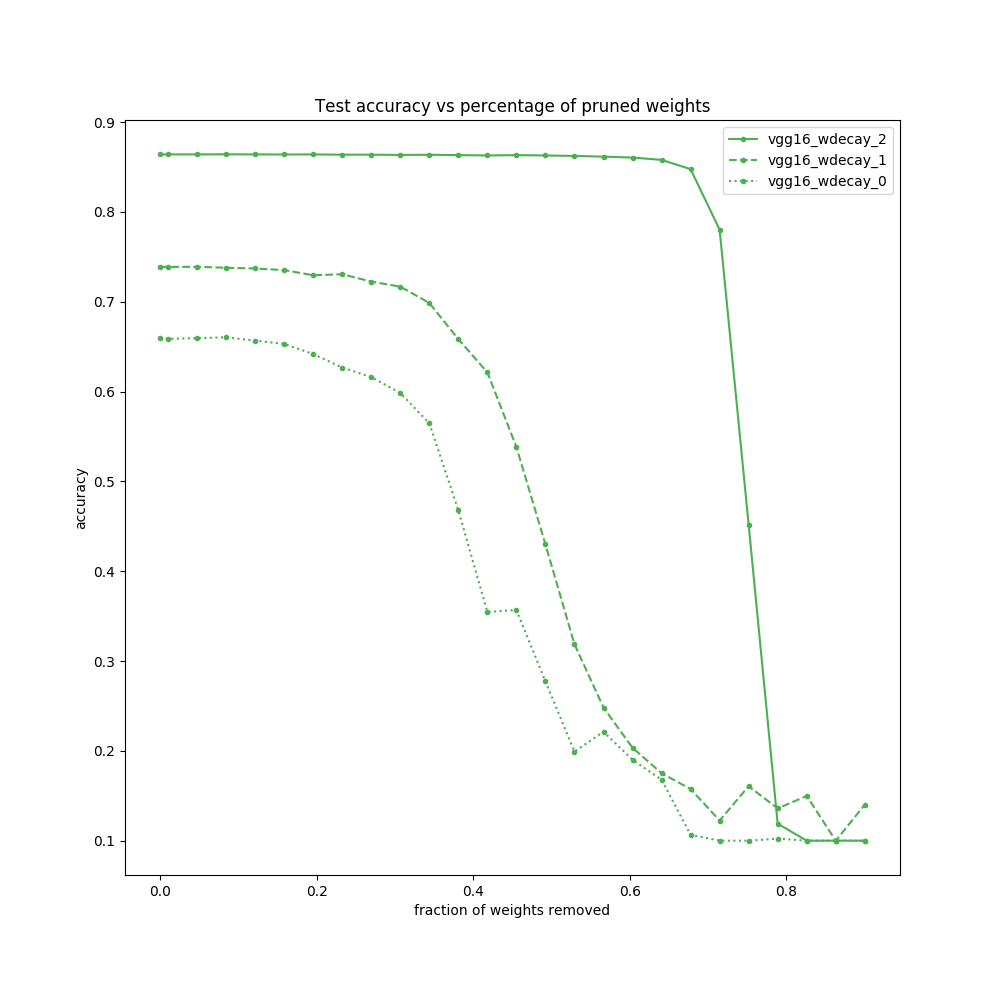 Test accuracy vs percentage of pruned weights
0.9
0.8
0.7
0.6
0.5
0.4
0.3
0.2
0.1
accuracy
vgg16_wdecay_2
vgg16_wdecay_1
vgg16_wdecay_0
0.0 0.2 0.4 0.6 0.8
fraction of weights removed